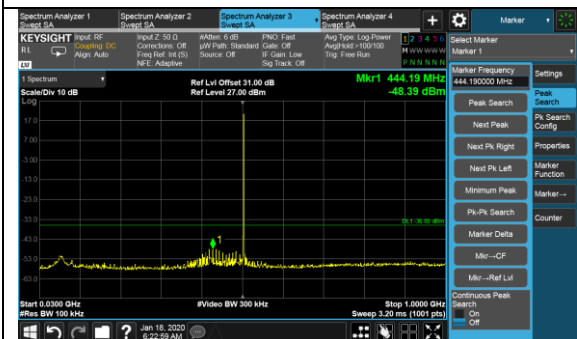 Spectrum Analyzer 1
Swept SA
Spectrum Analyzer 2
Swept SA
Spectrum Analyzer 3
Swept SA
Spectrum Analyzer 4
Swept SA
+
Marker
KEYSIGHT
RL
LXI
Input: RF
Coupling: DC
Align: Auto
Input Z: 50 Ω
Corrections: Off
Freq Ref: Int (S)
NFE: Adaptive
#Atten: 6 dB
µW Path: Standard
Source: Off
PNO: Fast
Gate: Off
IF Gain: Low
Sig Track: Off
Avg Type: Log-Power
Avg|Hold:>100/100
Trig: Free Run
1 2 3 4 5 6
M W W W W W
P N N N N N
Select Marker
Marker 1
1 Spectrum
Scale/Div 10 dB
Log
Ref Lvl Offset 31.00 dB
Ref Level 27.00 dBm
Mkr1 444.19 MHz
-48.39 dBm
17.0
7.00
-3.00
-13.0
-23.0
-33.0
-43.0
-53.0
-63.0
1
Start 0.0300 GHz
#Res BW 100 kHz
#Video BW 300 kHz
Stop 1.0000 GHz
Sweep 3.20 ms (1001 pts)
Marker Frequency
444.190000 MHz
Peak Search
Next Peak
Next Pk Right
Next Pk Left
Minimum Peak
Pk-Pk Search
Marker Delta
Mkr→CF
Mkr→Ref Lvl
Continuous Peak
Search
On
Off
Settings
Peak
Search
Pk Search
Config
Properties
Marker
Function
Marker→
Counter
?
Jan 18, 2020
6:22:59 AM